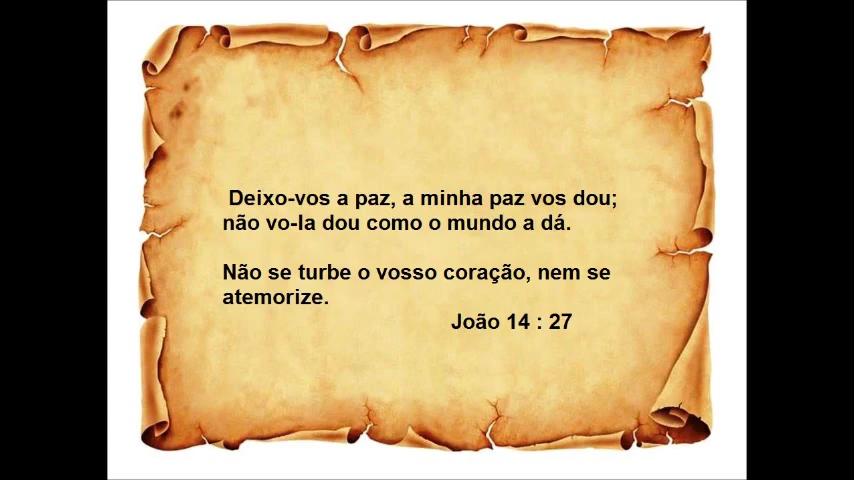 Deixo-vos a paz, a minha paz vos dou;
não vo-la dou como o mundo a dá.
Não se turbe o vosso coração, nem se
atemorize.
João 14 : 27